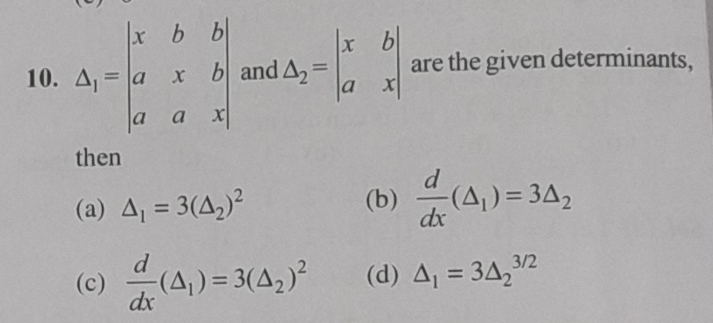 10. Δ₁ = |x b b; a x b; a a x| and Δ₂ = |x b; a x| are the given determinants,
then
(a) Δ₁ = 3(Δ₂)² (b) d/dx (Δ₁) = 3Δ₂
(c) d/dx (Δ₁) = 3(Δ₂)² (d) Δ₁ = 3Δ₂^{3/2}